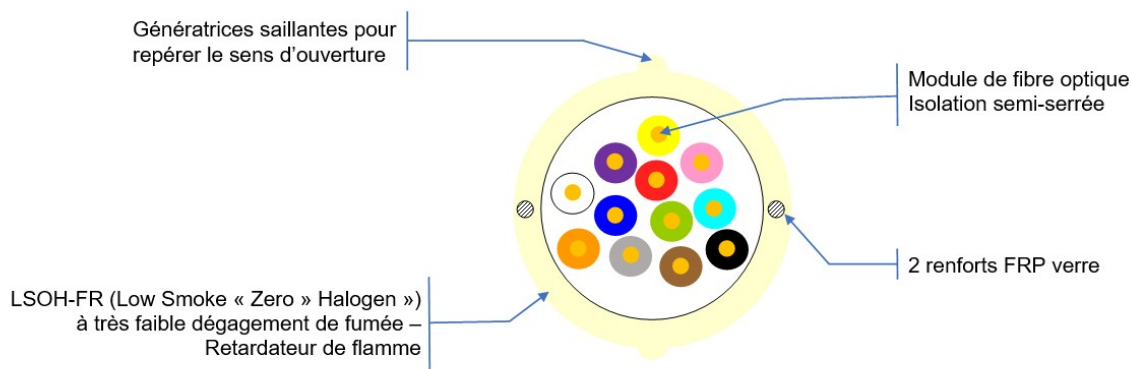 Génératrices saillantes pour
repérer le sens d’ouverture
Module de fibre optique
Isolation semi-serrée
2 renforts FRP verre
LSOH-FR (Low Smoke « Zero » Halogen »)
à très faible dégagement de fumée –
Retardateur de flamme